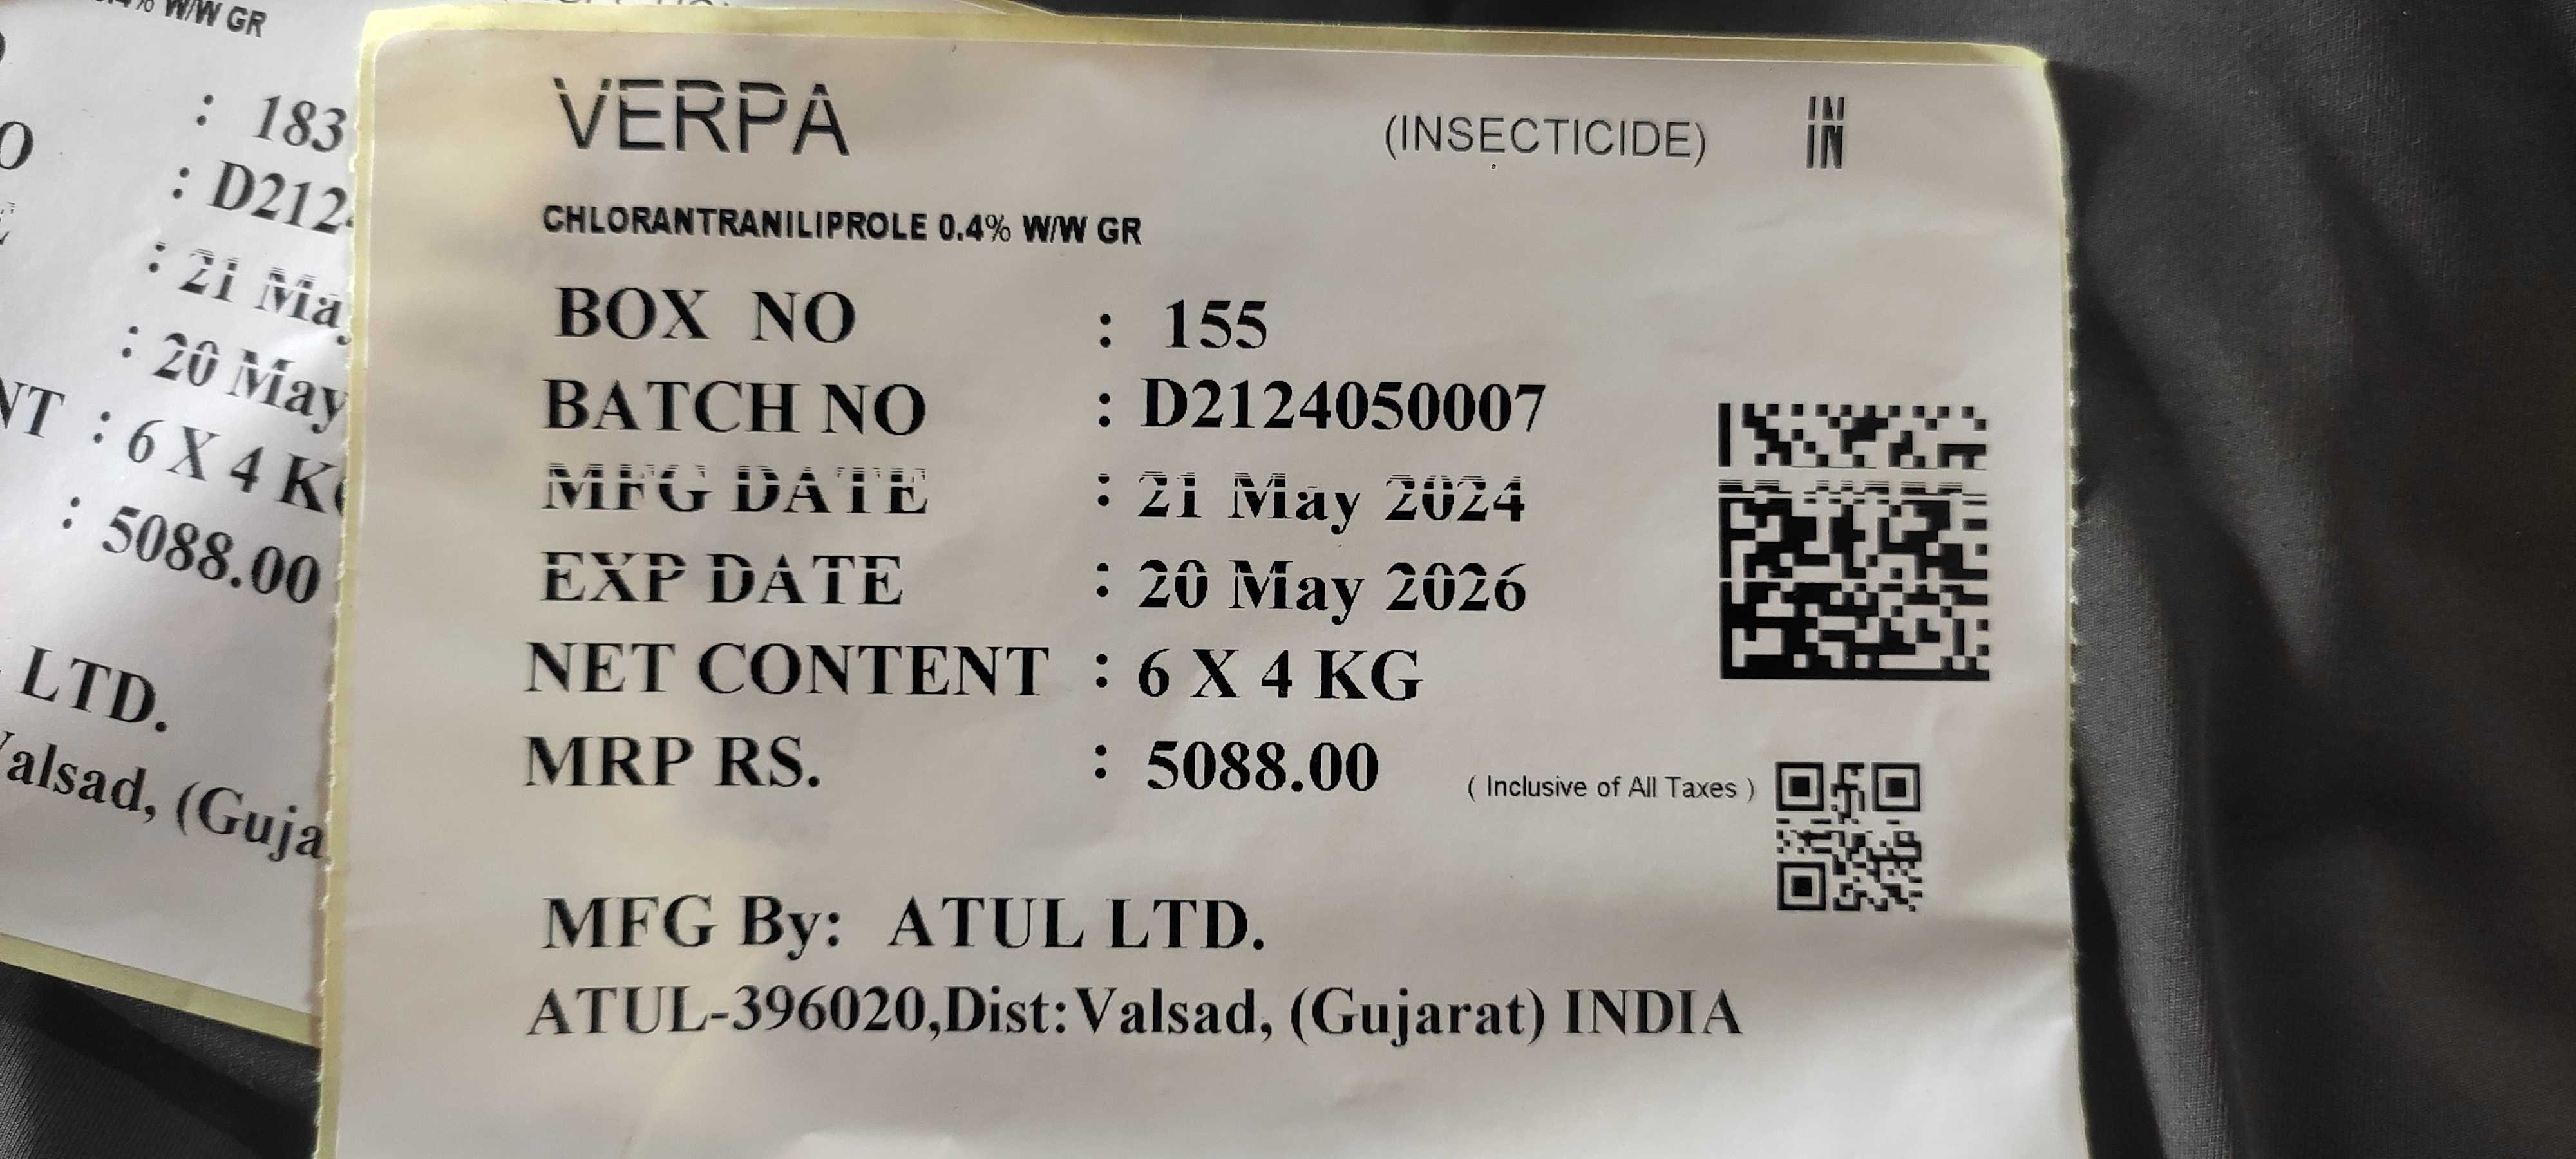 VERPA (INSECTICIDE) IN
CHLORANTRANILIPROLE 0.4% W/W GR
BOX NO : 155
BATCH NO : D2124050007
MFG DATE : 21 May 2024
EXP DATE : 20 May 2026
NET CONTENT : 6 X 4 KG
MRP RS. : 5088.00 ( Inclusive of All Taxes )
MFG By: ATUL LTD.
ATUL-396020,Dist:Valsad, (Gujarat) INDIA
W/W GR
: 183
: D212
: 21 May
: 20 May
NT : 6 X 4 K
: 5088.00
LTD.
alsad, (Guja